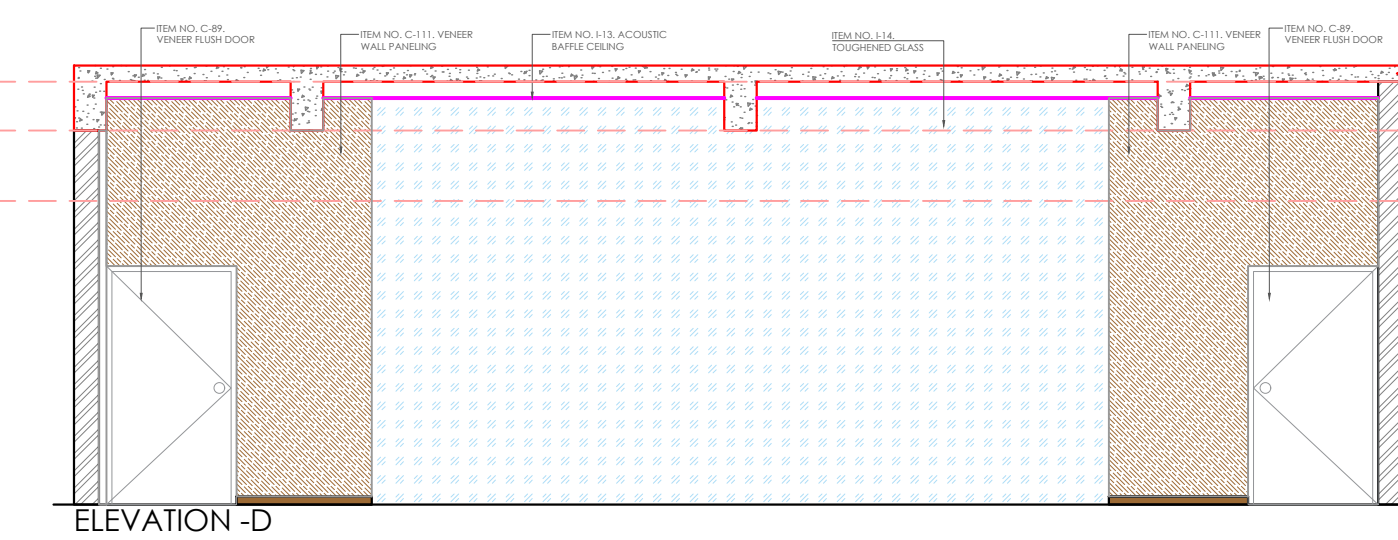 ITEM NO. C-89.
VENEER FLUSH DOOR
ITEM NO. C-111. VENEER
WALL PANELING
ITEM NO. I-13. ACOUSTIC
BAFFLE CEILING
ITEM NO. I-14.
TOUGHENED GLASS
ITEM NO. C-111. VENEER
WALL PANELING
ITEM NO. C-89.
VENEER FLUSH DOOR
ELEVATION -D